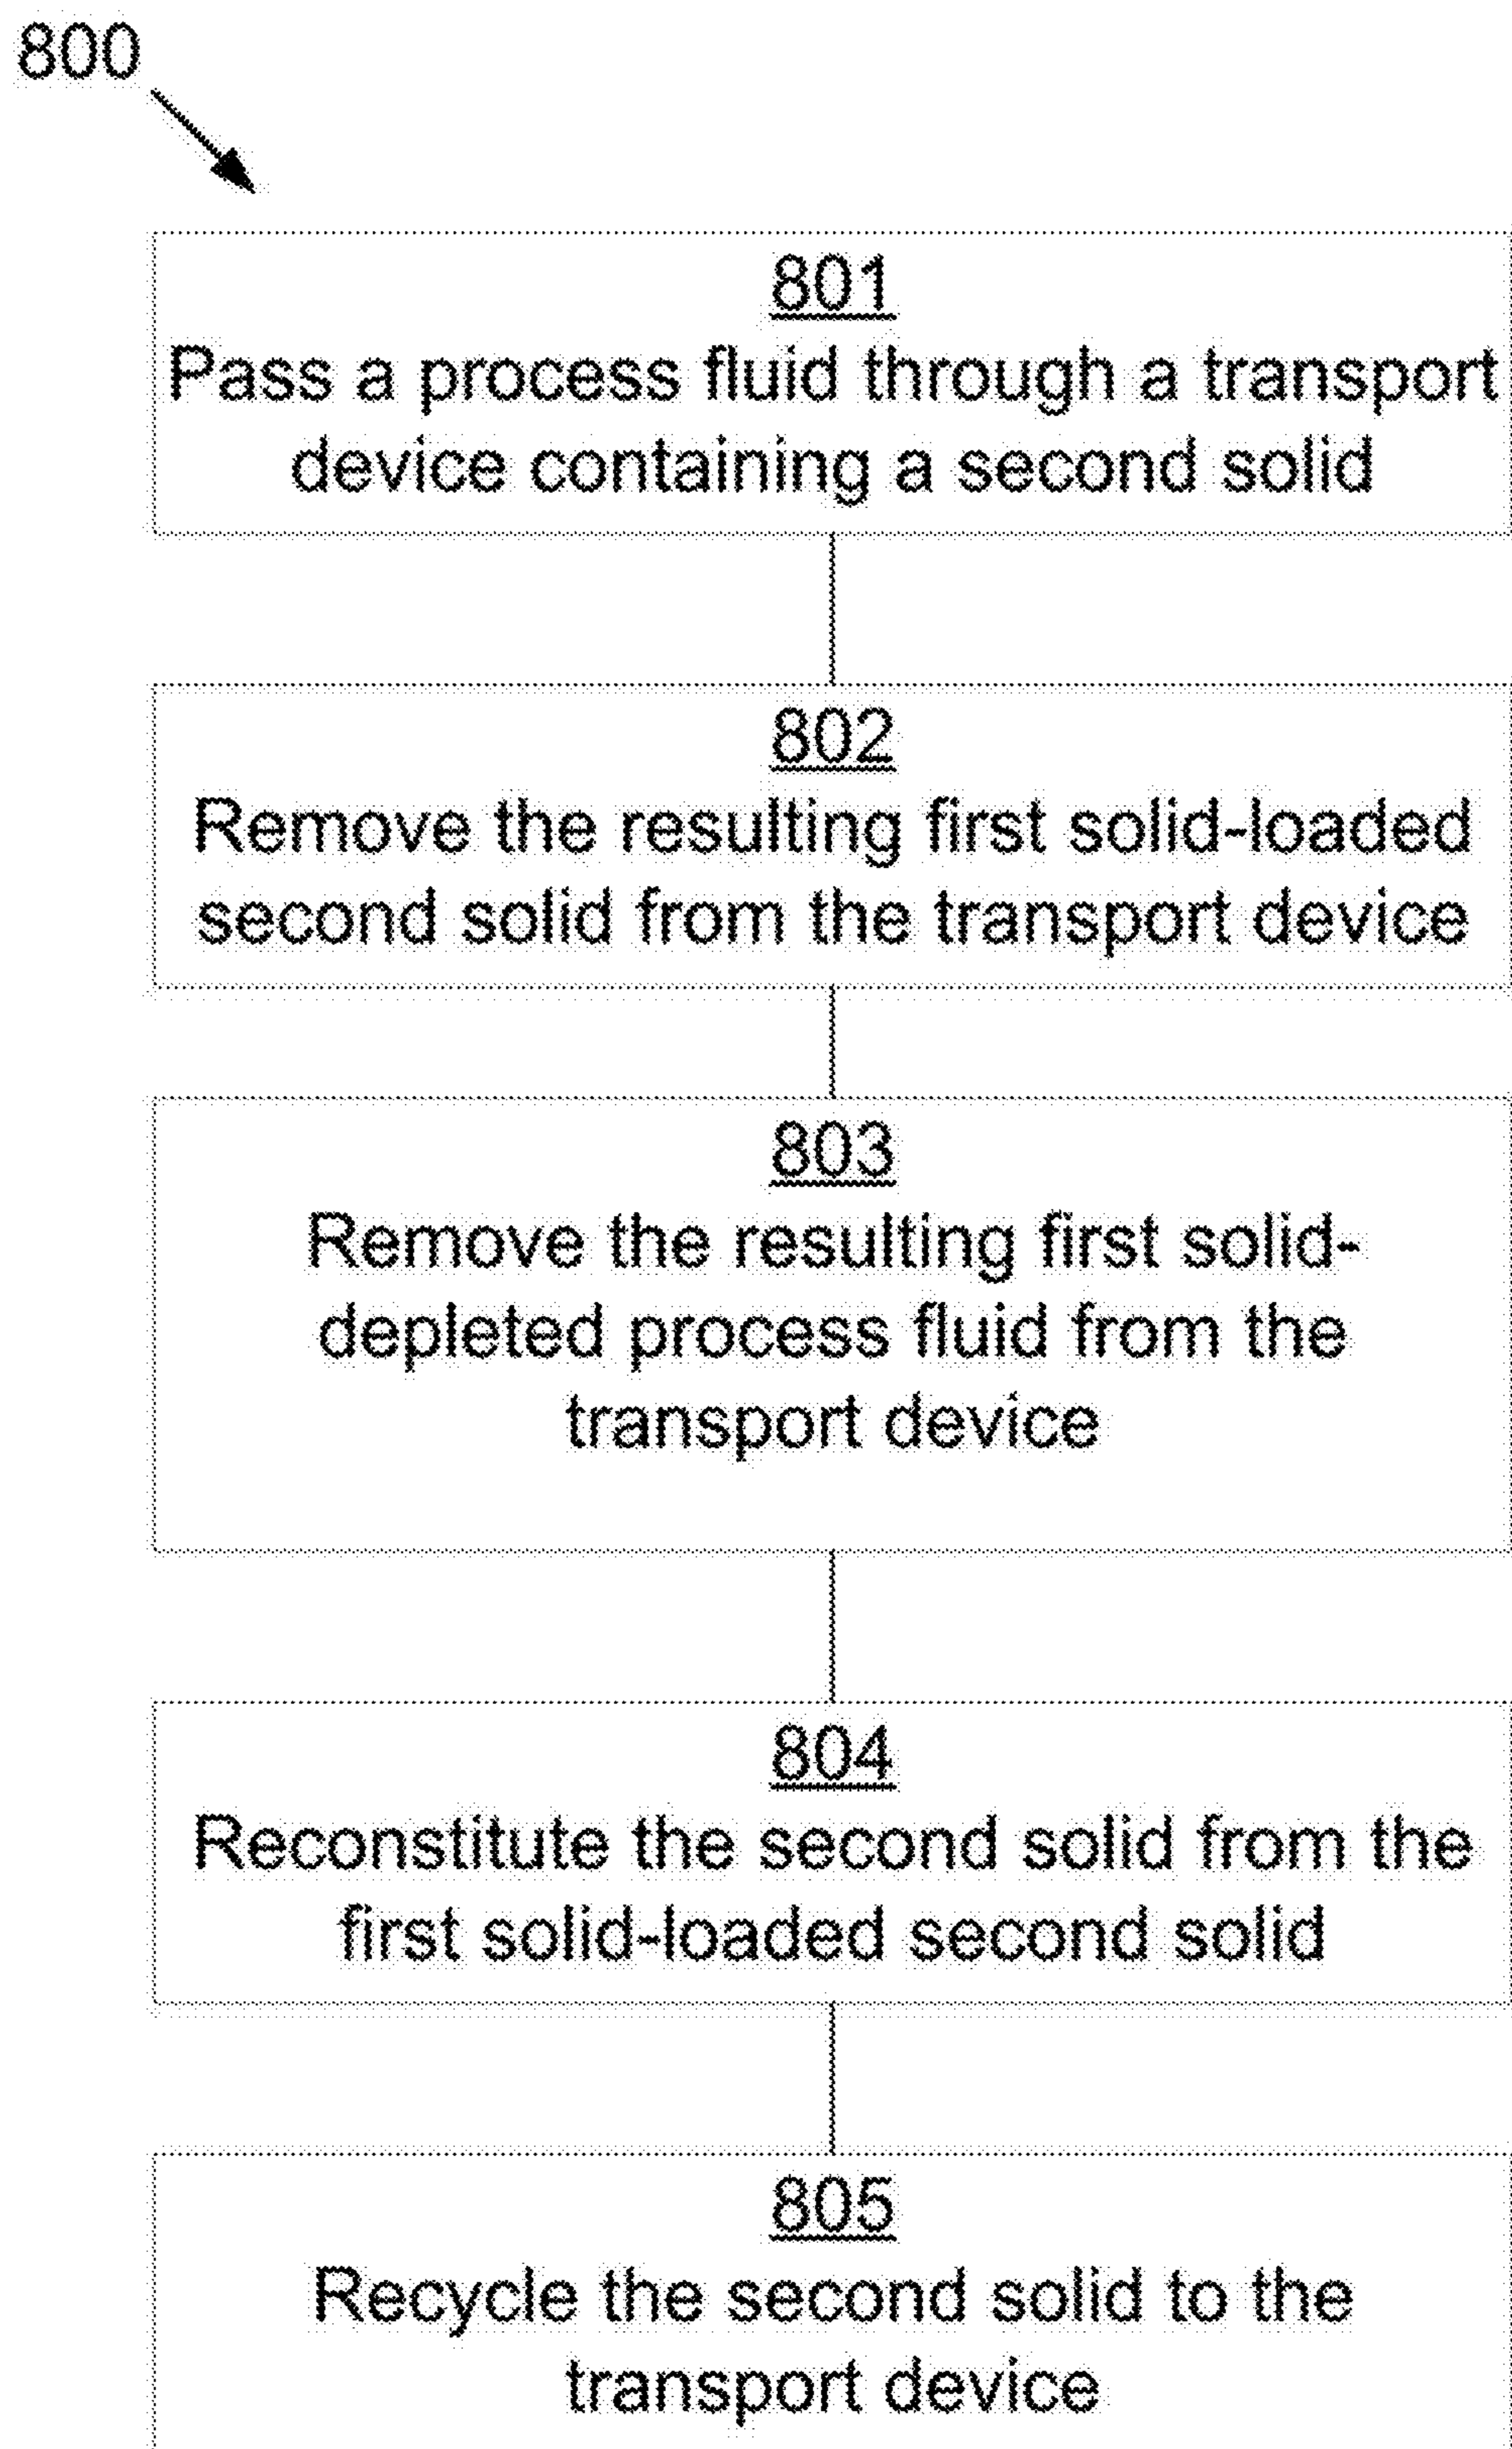 800
801
Pass a process fluid through a transport
device containing a second solid
802
Remove the resulting first solid-loaded
second solid from the transport device
803
Remove the resulting first solid-
depleted process fluid from the
transport device
804
Reconstitute the second solid from the
first solid-loaded second solid
805
Recycle the second solid to the
transport device